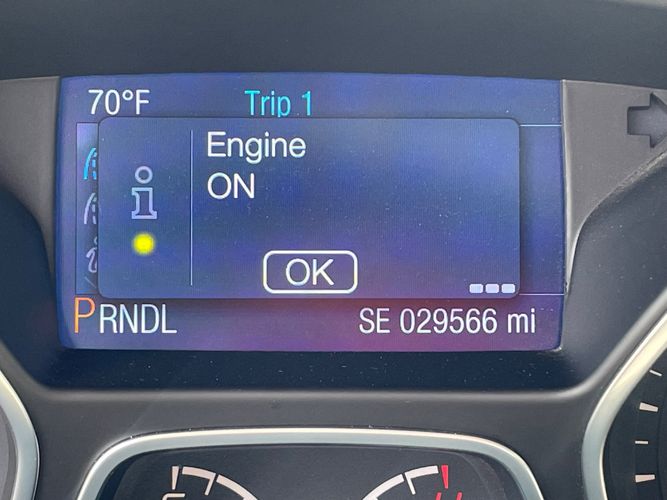 70°F Trip 1
Engine
ON
OK
PRNDL SE 029566 mi